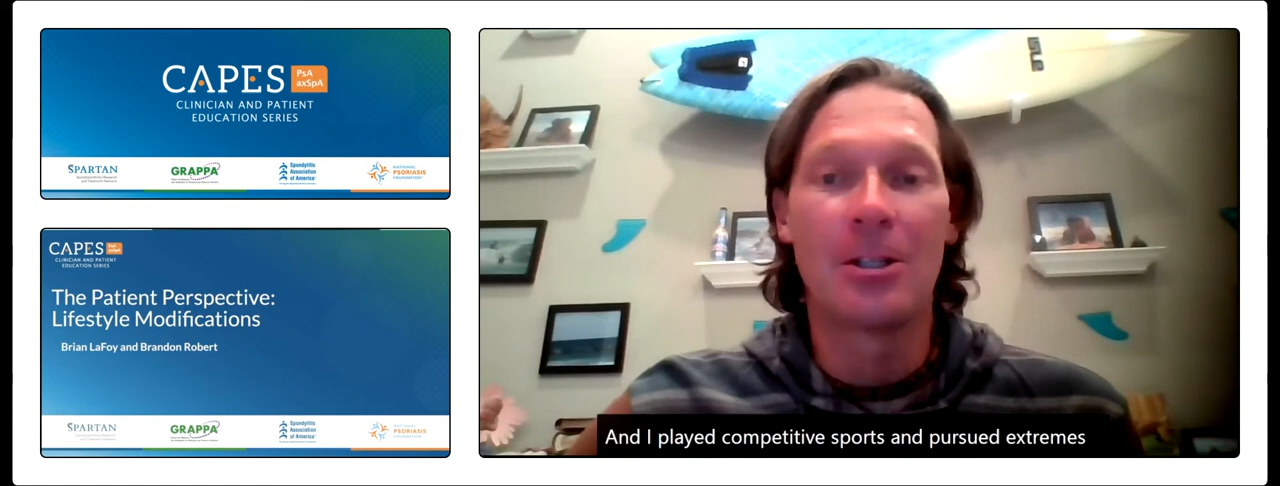 CAPES PsA
axSpA
CLINICIAN AND PATIENT
EDUCATION SERIES
SPARTAN
GRAPPA
Spondylitis
Association
of America
NATIONAL
PSORIASIS
FOUNDATION
CAPES
CLINICIAN AND PATIENT
EDUCATION SERIES
The Patient Perspective:
Lifestyle Modifications
Brian LaFoy and Brandon Robert
SPARTAN
GRAPPA
Spondylitis
Association
of America
NATIONAL
PSORIASIS
FOUNDATION
And I played competitive sports and pursued extremes